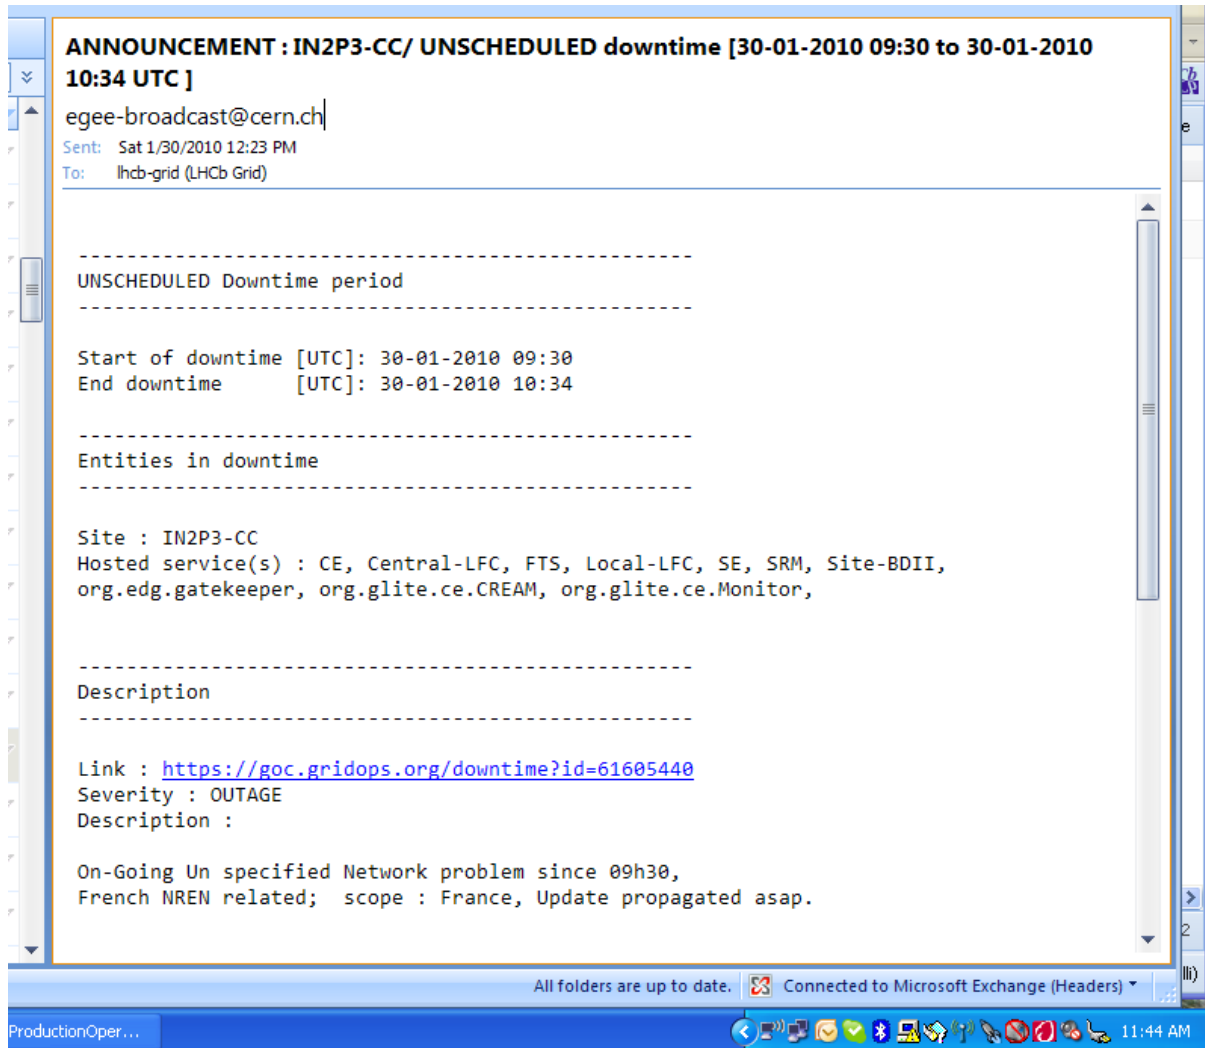 ANNOUNCEMENT : IN2P3-CC/ UNSCHEDULED downtime [30-01-2010 09:30 to 30-01-2010
10:34 UTC ]
egee-broadcast@cern.ch
Sent: Sat 1/30/2010 12:23 PM
To: lhcb-grid (LHCb Grid)
---------------------------------------------------
UNSCHEDULED Downtime period
---------------------------------------------------
Start of downtime [UTC]: 30-01-2010 09:30
End downtime [UTC]: 30-01-2010 10:34
---------------------------------------------------
Entities in downtime
---------------------------------------------------
Site : IN2P3-CC
Hosted service(s) : CE, Central-LFC, FTS, Local-LFC, SE, SRM, Site-BDII,
org.edg.gatekeeper, org.glite.ce.CREAM, org.glite.ce.Monitor,
---------------------------------------------------
Description
---------------------------------------------------
Link : https://goc.gridops.org/downtime?id=61605440
Severity : OUTAGE
Description :
On-Going Un specified Network problem since 09h30,
French NREN related; scope : France, Update propagated asap.
All folders are up to date. Connected to Microsoft Exchange (Headers)
ProductionOper...
11:44 AM